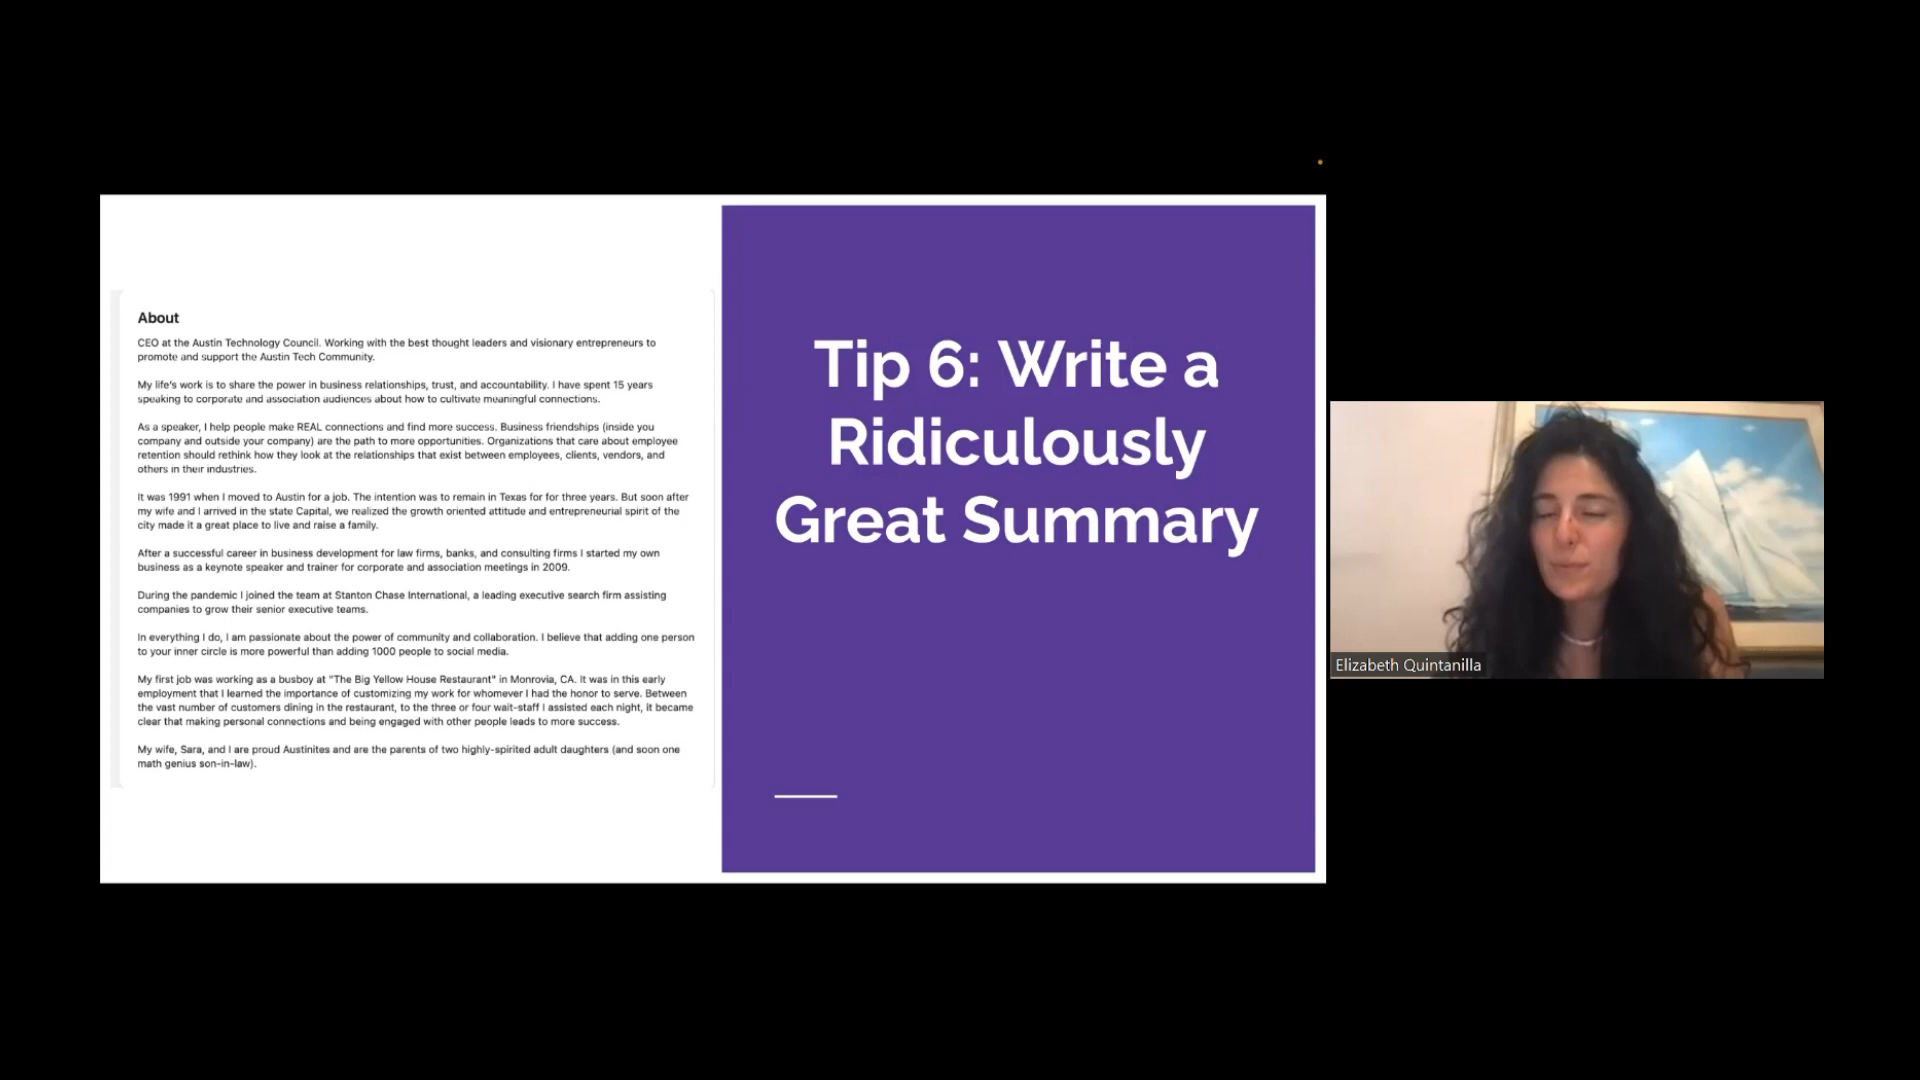 About
CEO at the Austin Technology Council. Working with the best thought leaders and visionary entrepreneurs to
promote and support the Austin Tech Community.
My life's work is to share the power in business relationships, trust, and accountability. I have spent 15 years
speaking to corporate and association audiences about how to cultivate meaningful connections.
As a speaker, I help people make REAL connections and find more success. Business friendships (inside you
company and outside your company) are the path to more opportunities. Organizations that care about employee
retention should rethink how they look at the relationships that exist between employees, clients, vendors, and
others in their industries.
It was 1991 when I moved to Austin for a job. The intention was to remain in Texas for for three years. But soon after
my wife and I arrived in the state Capital, we realized the growth oriented attitude and entrepreneurial spirit of the
city made it a great place to live and raise a family.
After a successful career in business development for law firms, banks, and consulting firms I started my own
business as a keynote speaker and trainer for corporate and association meetings in 2009.
During the pandemic I joined the team at Stanton Chase International, a leading executive search firm assisting
companies to grow their senior executive teams.
In everything I do, I am passionate about the power of community and collaboration. I believe that adding one person
to your inner circle is more powerful than adding 1000 people to social media.
My first job was working as a busboy at "The Big Yellow House Restaurant" in Monrovia, CA. It was in this early
employment that I learned the importance of customizing my work for whomever I had the honor to serve. Between
the vast number of customers dining in the restaurant, to the three or four wait-staff I assisted each night, it became
clear that making personal connections and being engaged with other people leads to more success.
My wife, Sara, and I are proud Austinites and are the parents of two highly-spirited adult daughters (and soon one
math genius son-in-law).
Tip 6: Write a
Ridiculously
Great Summary
Elizabeth Quintanilla